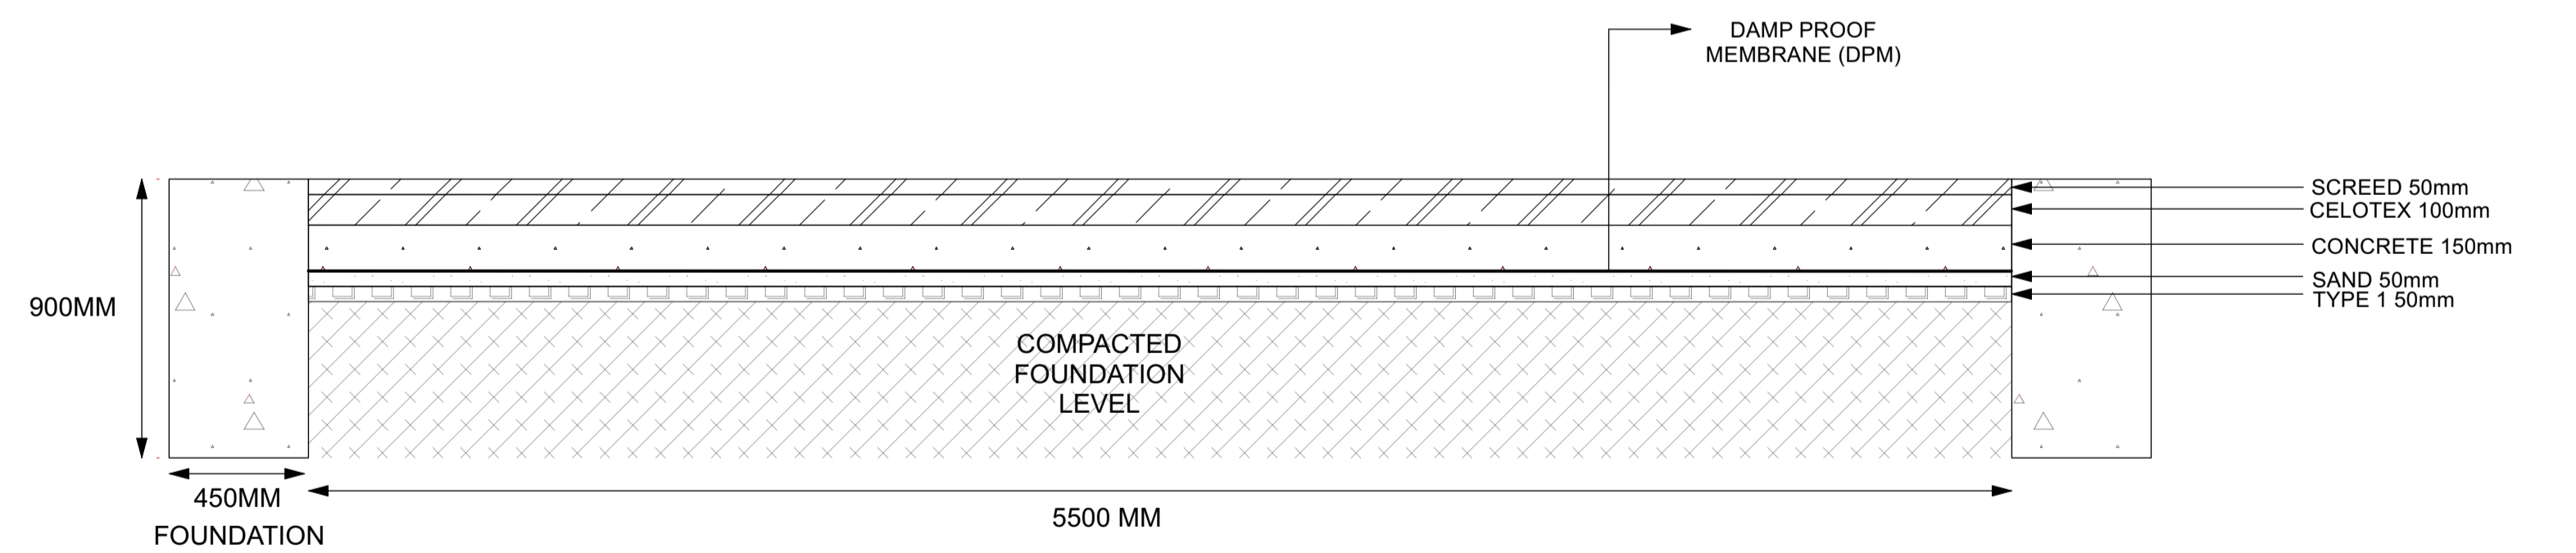 DAMP PROOF
MEMBRANE (DPM)
SCREED 50mm
CELOTEX 100mm
CONCRETE 150mm
SAND 50mm
TYPE 1 50mm
900MM
COMPACTED
FOUNDATION
LEVEL
450MM
FOUNDATION
5500 MM